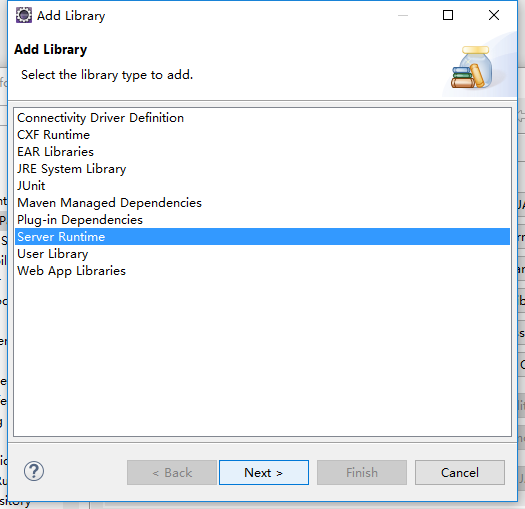 Add Library
Add Library
Select the library type to add.
Connectivity Driver Definition
CXF Runtime
EAR Libraries
JRE System Library
JUnit
Maven Managed Dependencies
Plug-in Dependencies
Server Runtime
User Library
Web App Libraries
< Back
Next >
Finish
Cancel